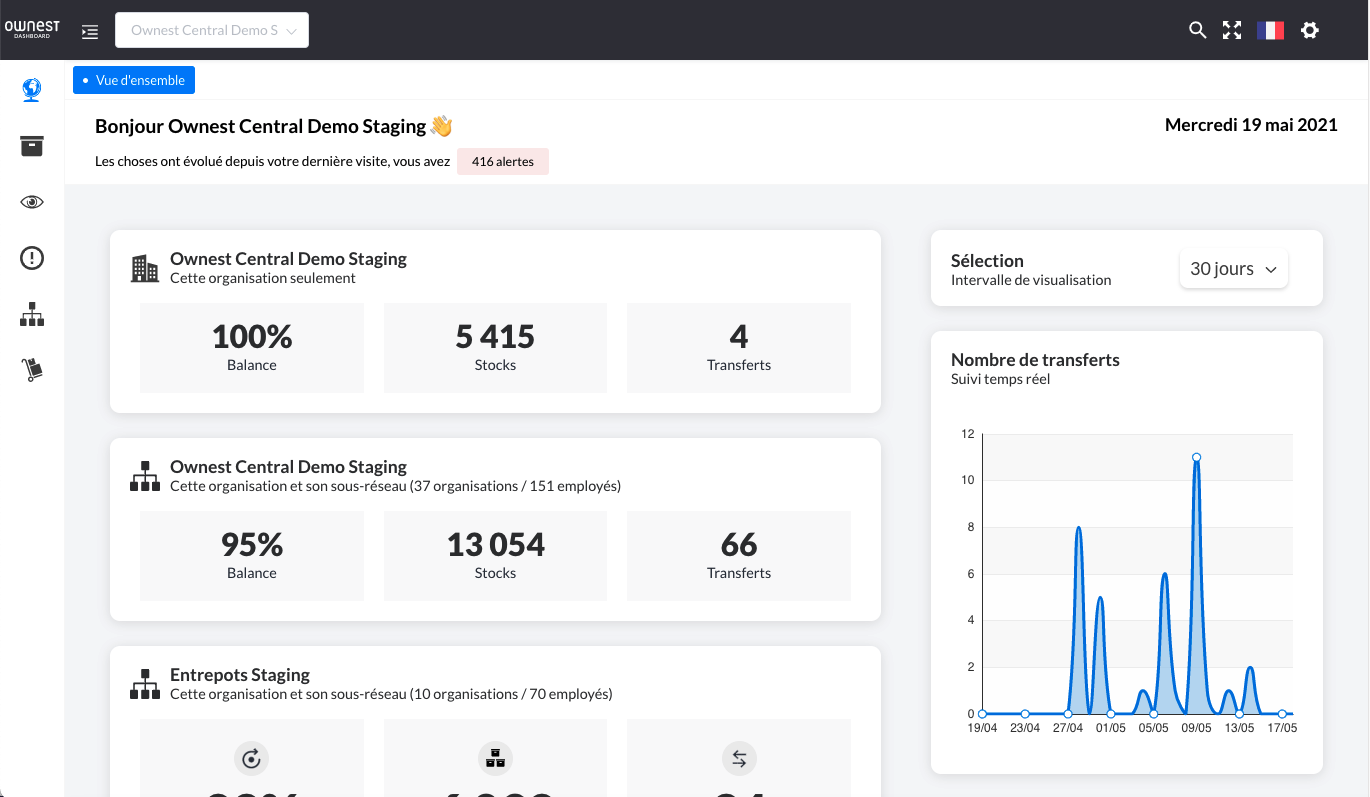 OWNEST
DASHBOARD
Ownest Central Demo S
Vue d'ensemble
Bonjour Ownest Central Demo Staging 👋
Mercredi 19 mai 2021
Les choses ont évolué depuis votre dernière visite, vous avez 416 alertes
Ownest Central Demo Staging
Cette organisation seulement
100%
Balance
5 415
Stocks
4
Transferts
Ownest Central Demo Staging
Cette organisation et son sous-réseau (37 organisations / 151 employés)
95%
Balance
13 054
Stocks
66
Transferts
Entrepots Staging
Cette organisation et son sous-réseau (10 organisations / 70 employés)
Sélection
Intervalle de visualisation
30 jours
Nombre de transferts
Suivi temps réel
12
10
8
6
4
2
0
19/04 23/04 27/04 01/05 05/05 09/05 13/05 17/05